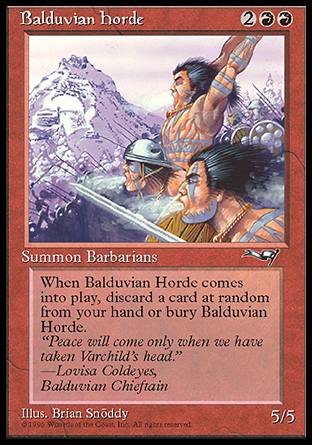 Balduvian Horde 2
Summon Barbarians
When Balduvian Horde comes
into play, discard a card at random
from your hand or bury Balduvian
Horde.
"Peace will come only when we have
taken Varchild's head."
—Lovisa Coldeyes,
Balduvian Chieftain
Illus. Brian Snōddy
© 1996 Wizards of the Coast, Inc. All rights reserved.
5/5